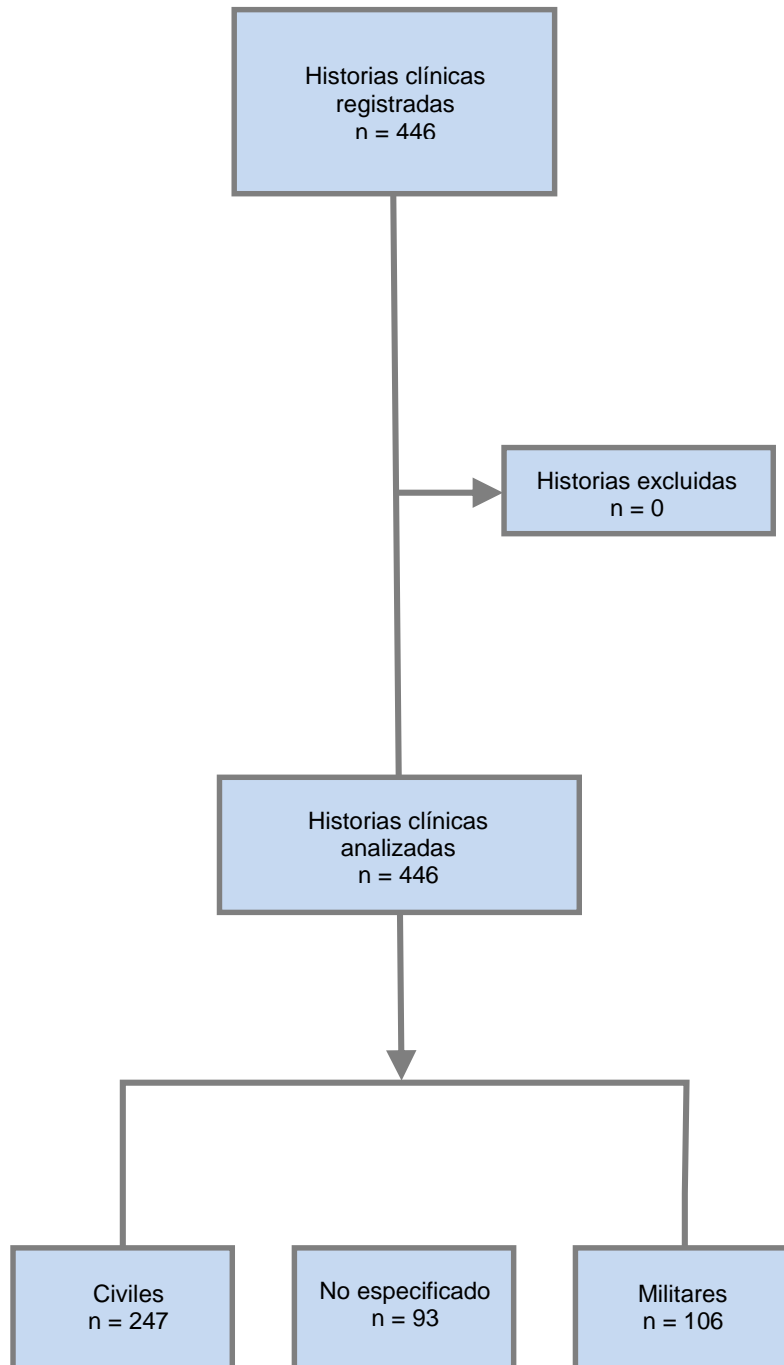 Historias clínicas
registradas
n = 446
Historias excluidas
n = 0
Historias clínicas
analizadas
n = 446
Civiles
n = 247
No especificado
n = 93
Militares
n = 106